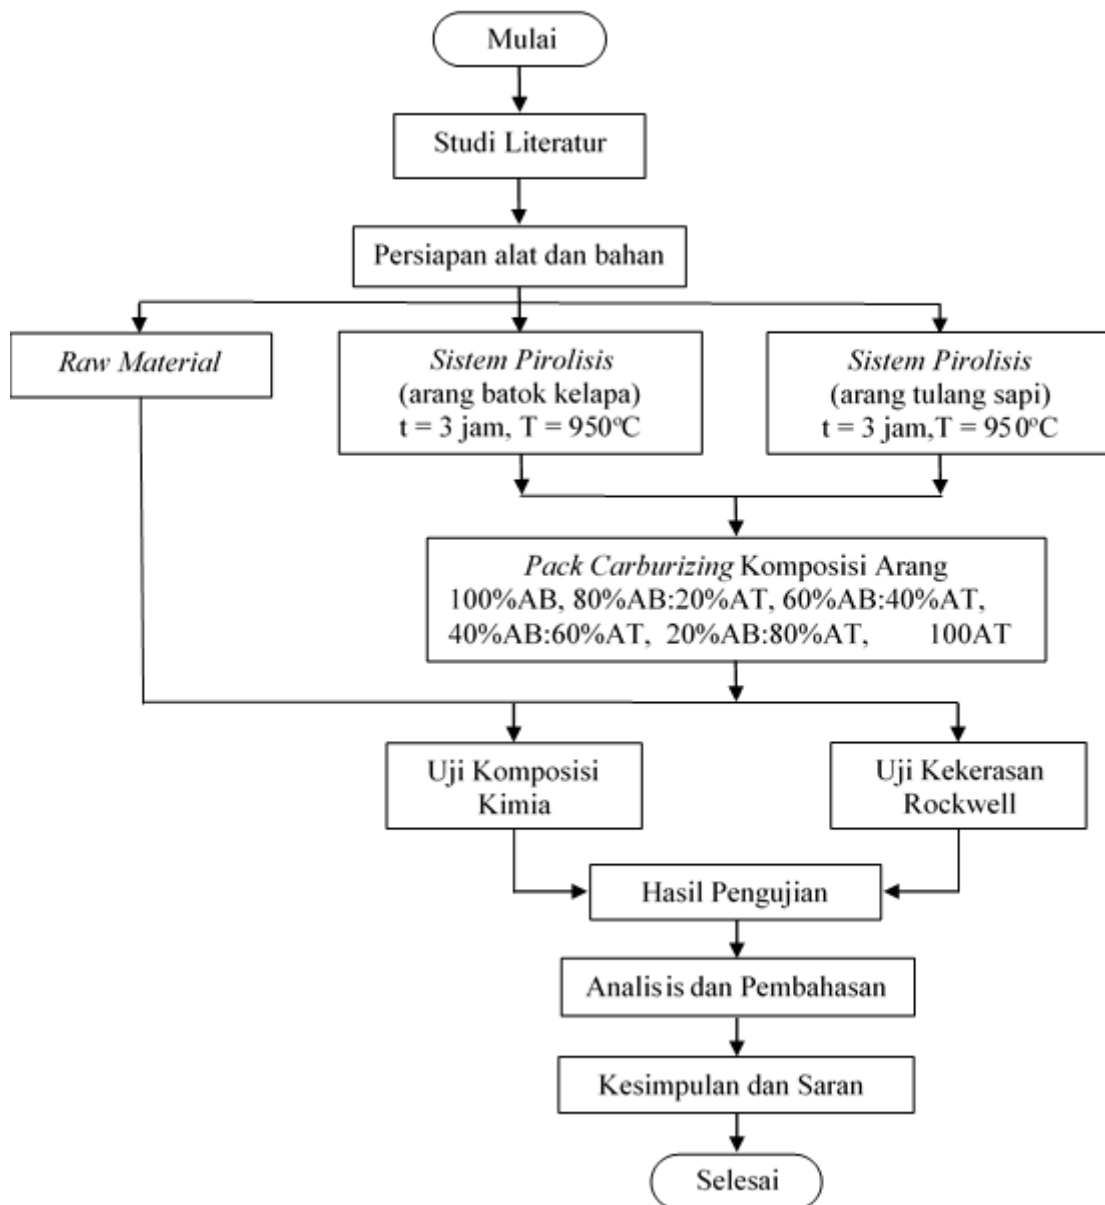 Mulai
Studi Literatur
Persiapan alat dan bahan
Raw Material
Sistem Pirolisis
(arang batok kelapa)
t = 3 jam, T = 950°C
Sistem Pirolisis
(arang tulang sapi)
t = 3 jam,T = 950°C
Pack Carburizing Komposisi Arang
100%AB, 80%AB:20%AT, 60%AB:40%AT,
40%AB:60%AT, 20%AB:80%AT, 100AT
Uji Komposisi
Kimia
Uji Kekerasan
Rockwell
Hasil Pengujian
Analisis dan Pembahasan
Kesimpulan dan Saran
Selesai